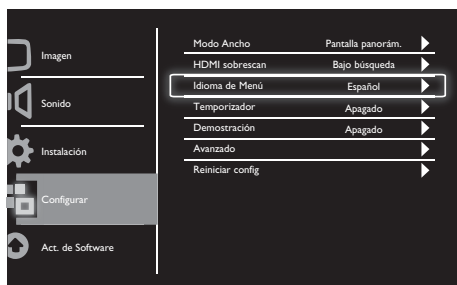 Imagen
Sonido
Instalación
Configurar
Act. de Software
Modo Ancho Pantalla panorám.
HDMI sobrescan Bajo búsqueda
Idioma de Menú Español
Temporizador Apagado
Demostración Apagado
Avanzado
Reiniciar config